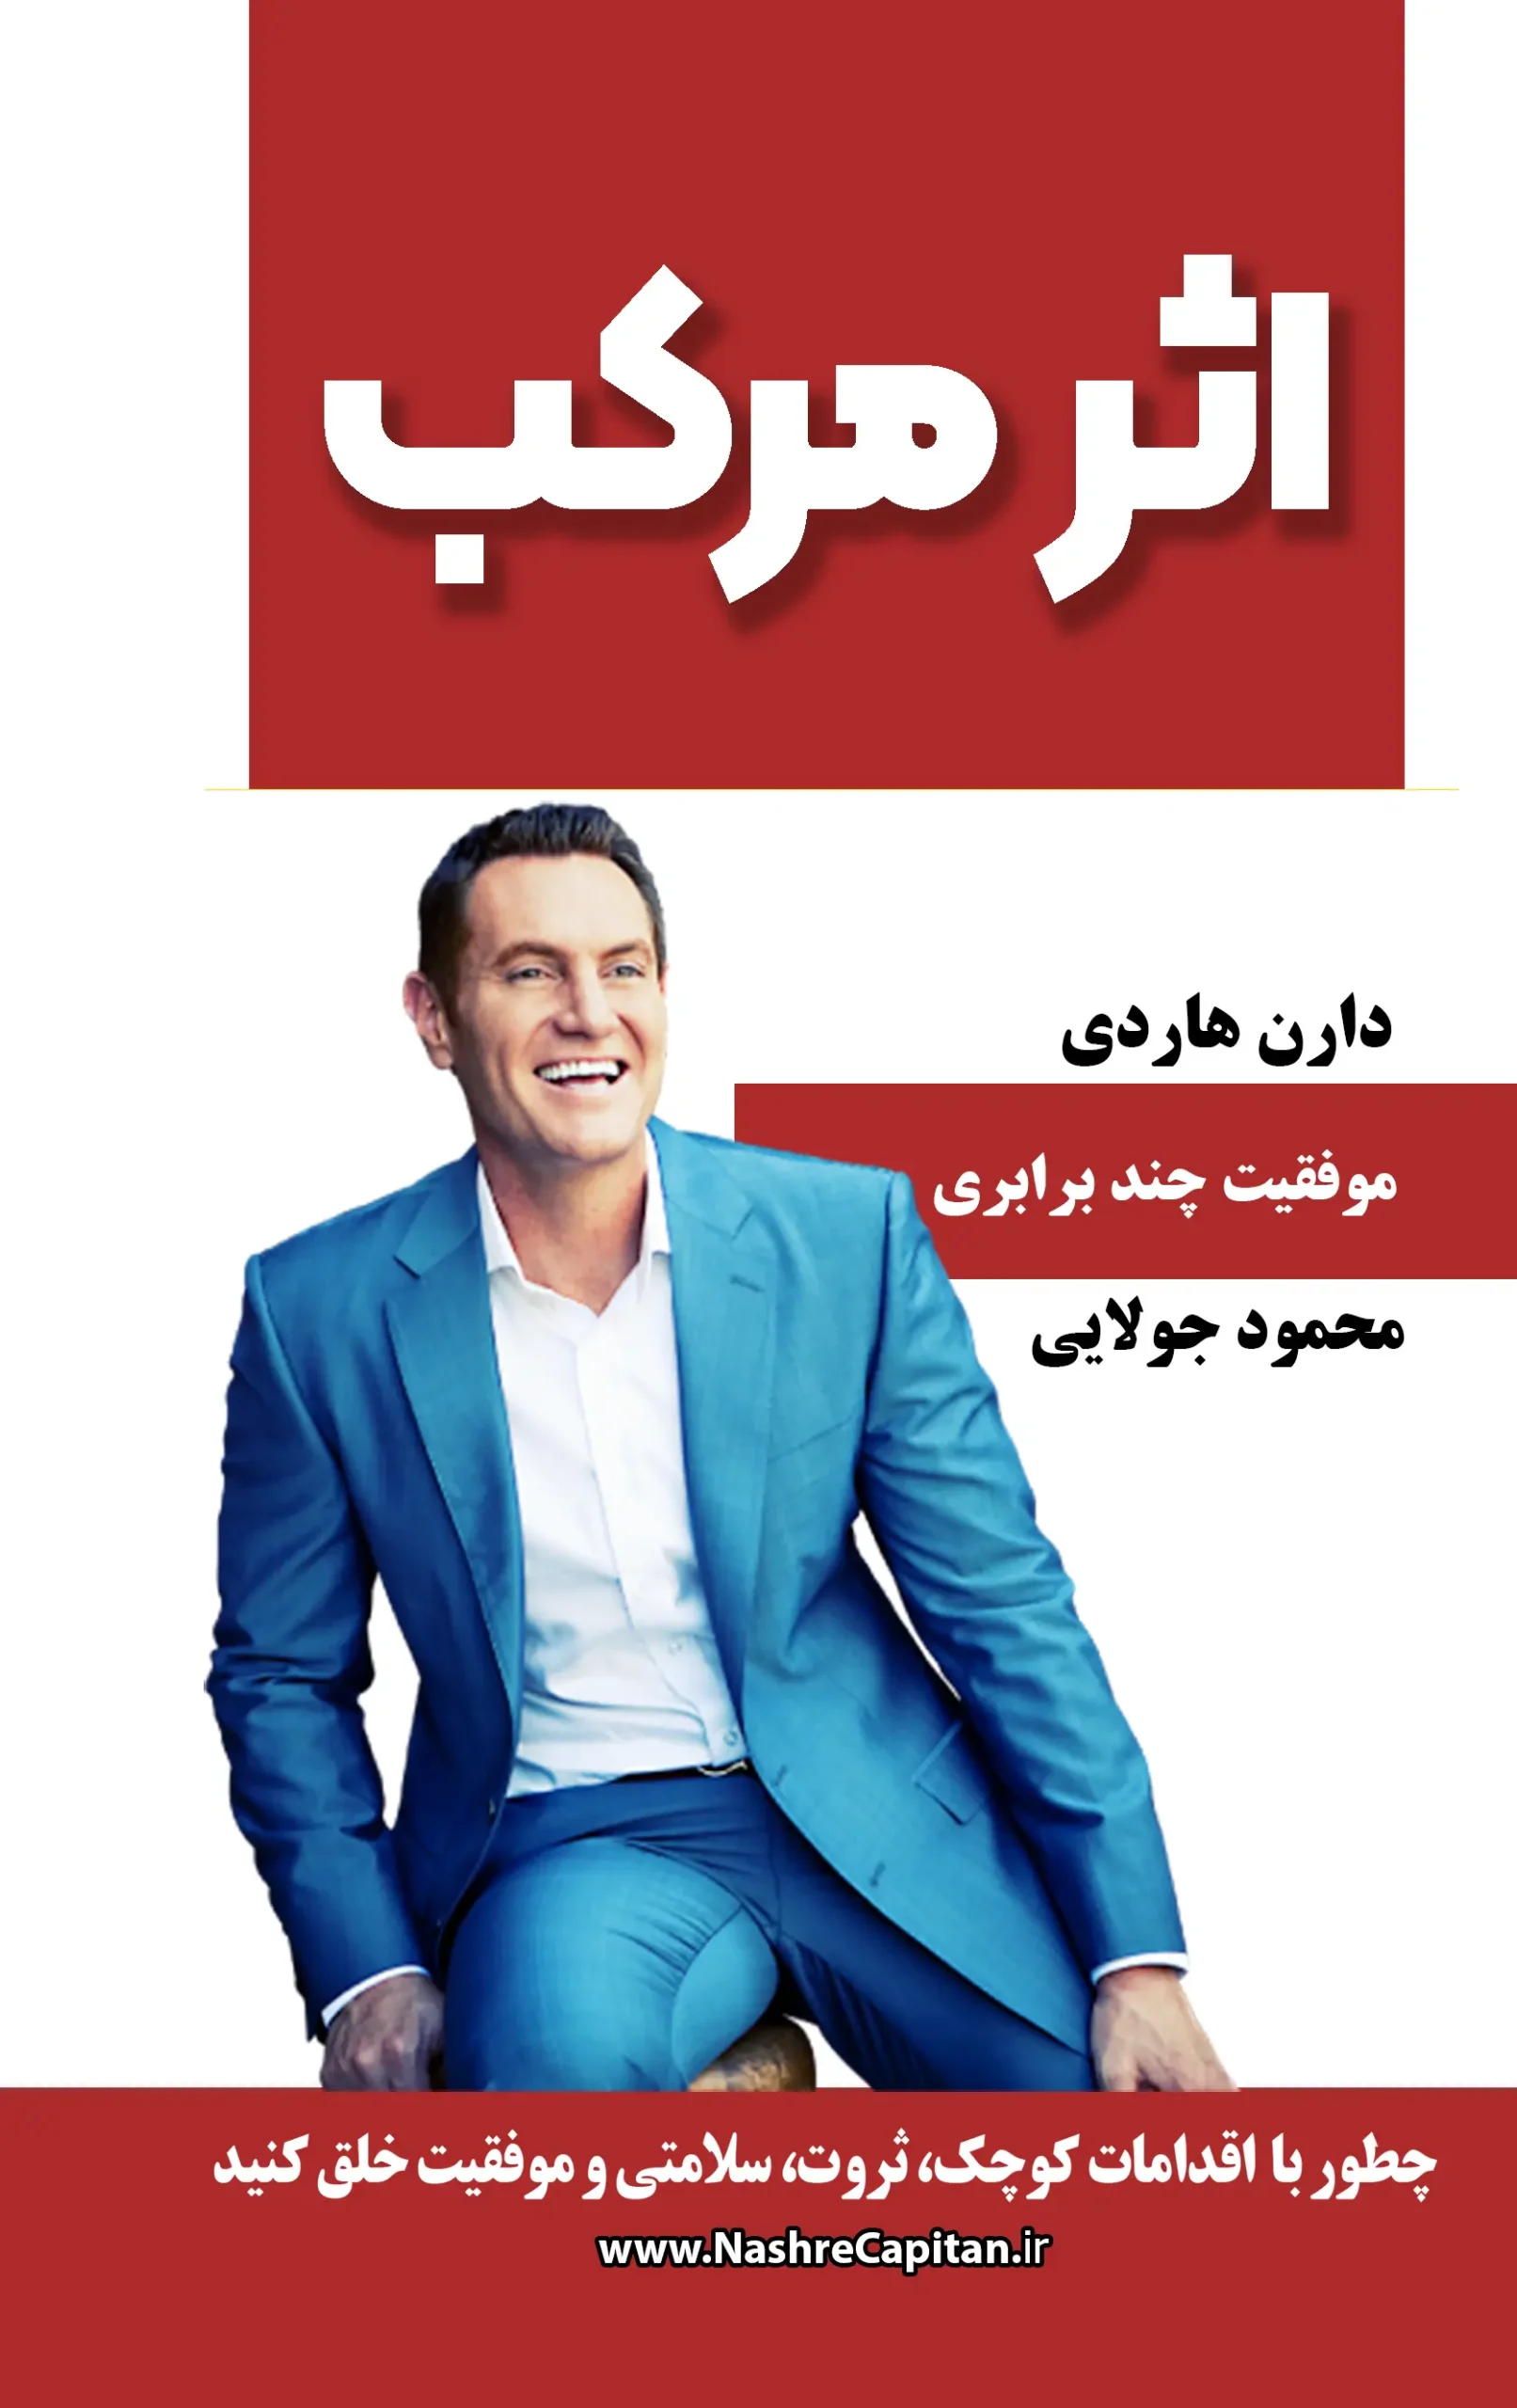 اثر مرکب
دارن هاردی
موفقیت چند برابری
محمود جولایی
چطور با اقدامات کوچک، ثروت، سلامتی و موفقیت خلق کنید
www.NashreCapitan.ir